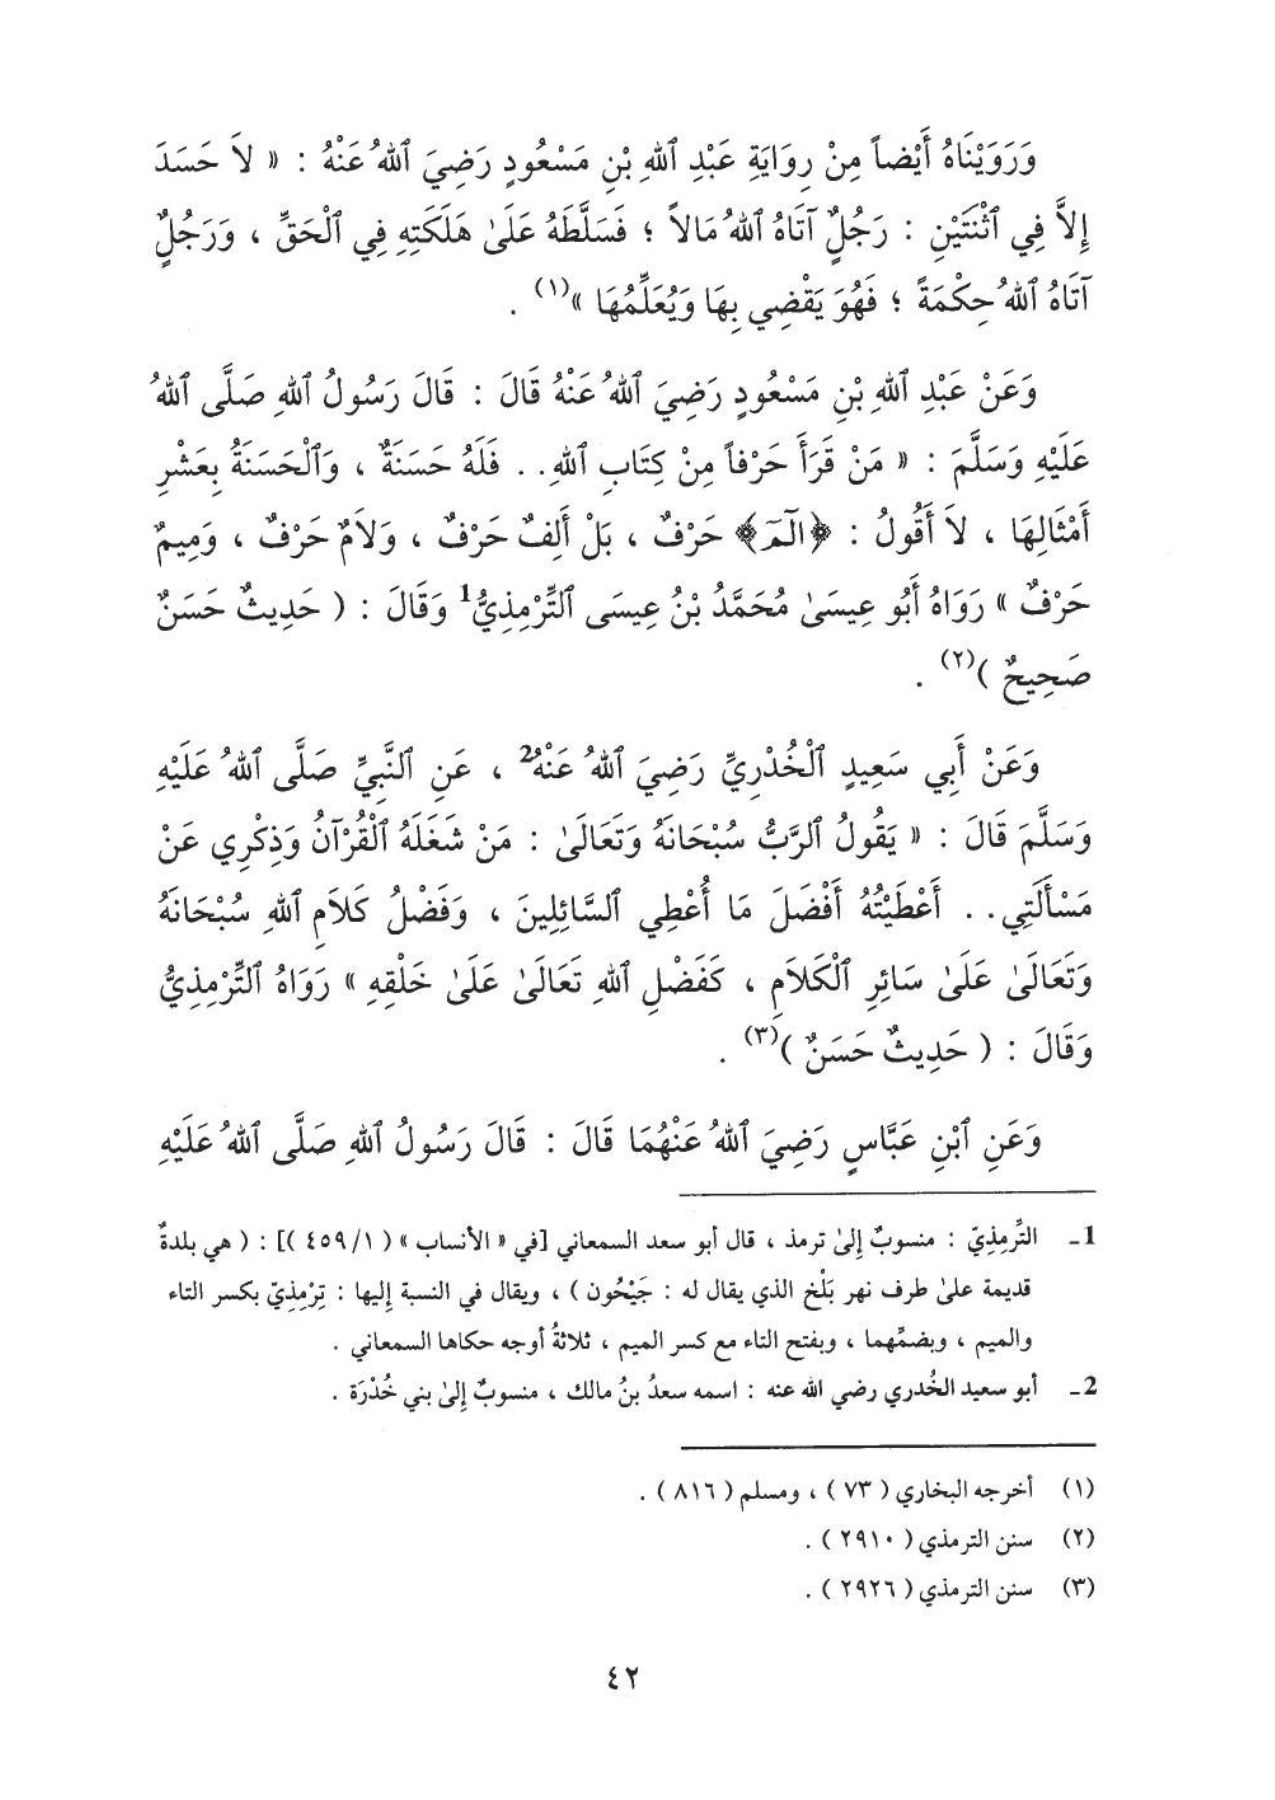 وَرَوَيْنَاهُ أَيْضاً مِنْ رِوَايَةِ عَبْدِ ٱللهِ بْنِ مَسْعُودٍ رَضِيَ ٱللهُ عَنْهُ : « لاَ حَسَدَ
إِلاَّ فِي ٱثْنَتَيْنِ : رَجُلٌ آتَاهُ ٱللهُ مَالاً ؛ فَسَلَّطَهُ عَلَىٰ هَلَكَتِهِ فِي ٱلْحَقِّ ، وَرَجُلٌ
آتَاهُ ٱللهُ حِكْمَةً ؛ فَهُوَ يَقْضِي بِهَا وَيُعَلِّمُهَا »(١) .
وَعَنْ عَبْدِ ٱللهِ بْنِ مَسْعُودٍ رَضِيَ ٱللهُ عَنْهُ قَالَ : قَالَ رَسُولُ ٱللهِ صَلَّى ٱللهُ
عَلَيْهِ وَسَلَّمَ : « مَنْ قَرَأَ حَرْفاً مِنْ كِتَابِ ٱللهِ . . فَلَهُ حَسَنَةٌ ، وَٱلْحَسَنَةُ بِعَشْرِ
أَمْثَالِهَا ، لاَ أَقُولُ : ﴿الٓمٓ﴾ حَرْفٌ ، بَلْ أَلِفٌ حَرْفٌ ، وَلاَمٌ حَرْفٌ ، وَمِيمٌ
حَرْفٌ » رَوَاهُ أَبُو عِيسَىٰ مُحَمَّدُ بْنُ عِيسَى ٱلتِّرْمِذِيُّ1 وَقَالَ : ( حَدِيثٌ حَسَنٌ
صَحِيحٌ )(٢) .
وَعَنْ أَبِي سَعِيدٍ ٱلْخُدْرِيِّ رَضِيَ ٱللهُ عَنْهُ2 ، عَنِ ٱلنَّبِيِّ صَلَّى ٱللهُ عَلَيْهِ
وَسَلَّمَ قَالَ : « يَقُولُ ٱلرَّبُّ سُبْحَانَهُ وَتَعَالَىٰ : مَنْ شَغَلَهُ ٱلْقُرْآنُ وَذِكْرِي عَنْ
مَسْأَلَتِي . . أَعْطَيْتُهُ أَفْضَلَ مَا أُعْطِي ٱلسَّائِلِينَ ، وَفَضْلُ كَلاَمِ ٱللهِ سُبْحَانَهُ
وَتَعَالَىٰ عَلَىٰ سَائِرِ ٱلْكَلاَمِ ، كَفَضْلِ ٱللهِ تَعَالَىٰ عَلَىٰ خَلْقِهِ » رَوَاهُ ٱلتِّرْمِذِيُّ
وَقَالَ : ( حَدِيثٌ حَسَنٌ )(٣) .
وَعَنِ ٱبْنِ عَبَّاسٍ رَضِيَ ٱللهُ عَنْهُمَا قَالَ : قَالَ رَسُولُ ٱللهِ صَلَّى ٱللهُ عَلَيْهِ
1ـ التِّرمِذِيّ : منسوبٌ إِلىٰ ترمذ ، قال أبو سعد السمعاني [في « الأنساب » ( ١/ ٤٥٩ )] : ( هي بلدةٌ
قديمة علىٰ طرف نهر بَلْخ الذي يقال له : جَيْحُون ) ، ويقال في النسبة إِليها : تِرْمِذِيّ بكسر التاء
والميم ، وبضمِّهما ، وبفتح التاء مع كسر الميم ، ثلاثةُ أوجه حكاها السمعاني .
2ـ أبو سعيد الخُدري رضي الله عنه : اسمه سعدُ بنُ مالك ، منسوبٌ إِلىٰ بني خُدْرَة .
(١) أخرجه البخاري ( ٧٣ ) ، ومسلم ( ٨١٦ ) .
(٢) سنن الترمذي ( ٢٩١٠ ) .
(٣) سنن الترمذي ( ٢٩٢٦ ) .
٤٢